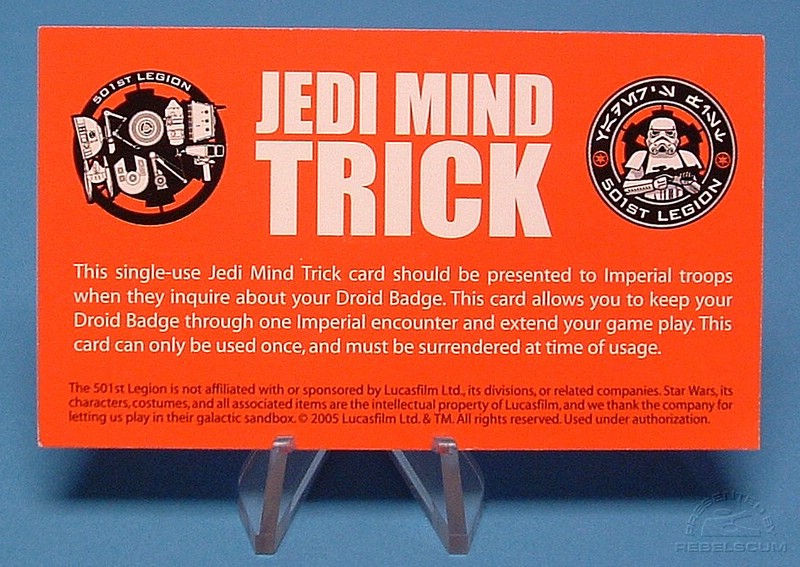 501ST LEGION
JEDI MIND
TRICK
501ST LEGION
This single-use Jedi Mind Trick card should be presented to Imperial troops
when they inquire about your Droid Badge. This card allows you to keep your
Droid Badge through one Imperial encounter and extend your game play. This
card can only be used once, and must be surrendered at time of usage.
The 501st Legion is not affiliated with or sponsored by Lucasfilm Ltd., its divisions, or related companies. Star Wars, its
characters, costumes, and all associated items are the intellectual property of Lucasfilm, and we thank the company for
letting us play in their galactic sandbox. © 2005 Lucasfilm Ltd. & TM. All rights reserved. Used under authorization.
PRESENTED BY
REBELSCUM